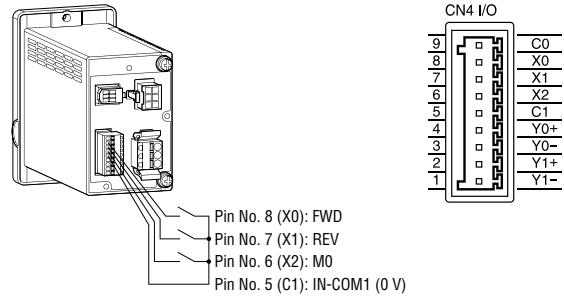 CN4 I/O
9 C0
8 X0
7 X1
6 X2
5 C1
4 Y0+
3 Y0−
2 Y1+
1 Y1−
Pin No. 8 (X0): FWD
Pin No. 7 (X1): REV
Pin No. 6 (X2): M0
Pin No. 5 (C1): IN-COM1 (0 V)